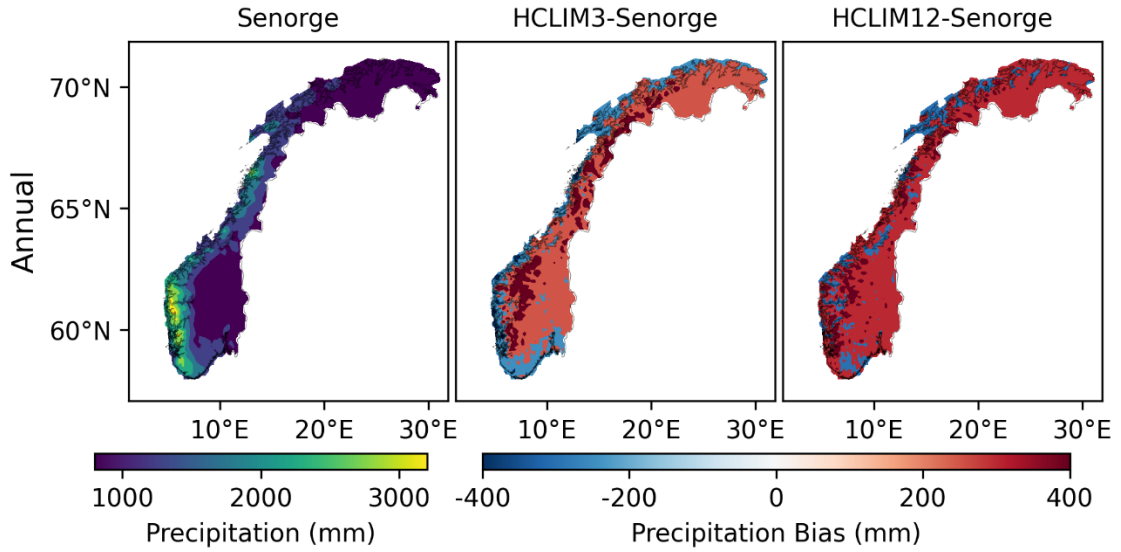 Senorge HCLIM3-Senorge HCLIM12-Senorge
Annual
70°N
65°N
60°N
10°E 20°E 30°E 10°E 20°E 30°E 10°E 20°E 30°E
1000 2000 3000 -400 -200 0 200 400
Precipitation (mm) Precipitation Bias (mm)